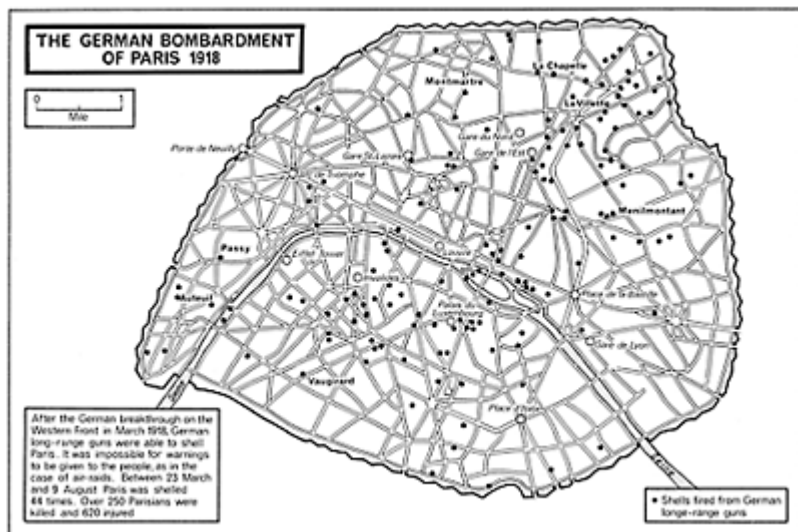 THE GERMAN BOMBARDMENT
OF PARIS 1918
0 1
Mile
La Chapelle
Montmartre
La Villette
Gare du Nord
Porte de Neuilly
Gare St-Lazare
Gare de l'Est
de Triomphe
Menilmontant
Passy
Louvre
Eiffel Tower
Invalides
Auteuil
Palais du
Luxembourg
Place de la Bastille
Gare de Lyon
Vaugirard
Place d'Italie
After the German breakthrough on the
Western Front in March 1918, German
long-range guns were able to shell
Paris. It was impossible for warnings
to be given to the people, as in the
case of air-raids. Between 23 March
and 9 August Paris was shelled
44 times. Over 250 Parisians were
killed and 620 injured
Shells fired from German
longe-range guns